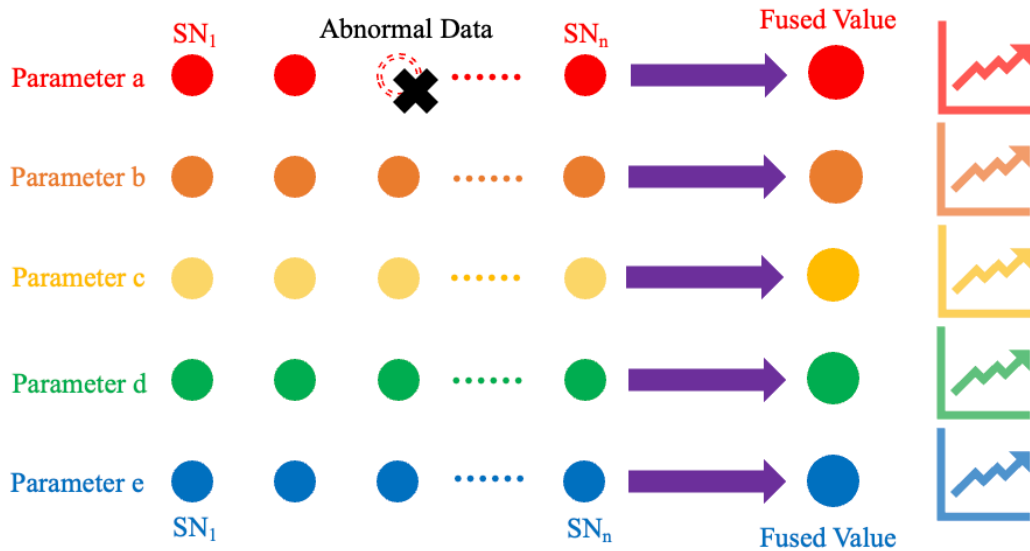 SN₁ Abnormal Data SNₙ Fused Value
Parameter a
Parameter b
Parameter c
Parameter d
Parameter e
SN₁ SNₙ Fused Value